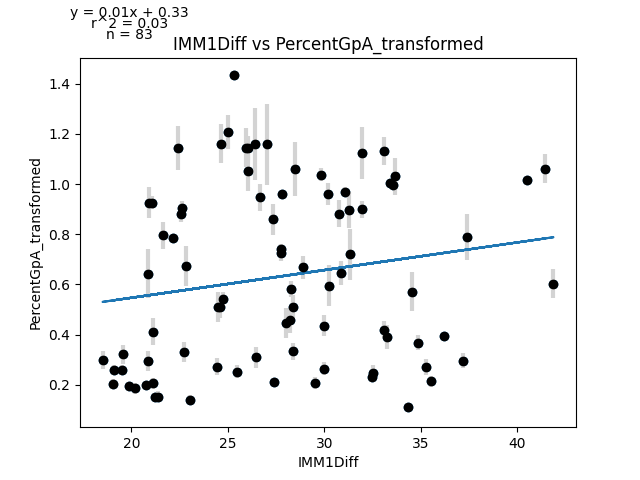 y = 0.01x + 0.33
r^2 = 0.03
n = 83
IMM1Diff vs PercentGpA_transformed
1.4
1.2
1.0
0.8
0.6
0.4
0.2
PercentGpA_transformed
20 25 30 35 40
IMM1Diff